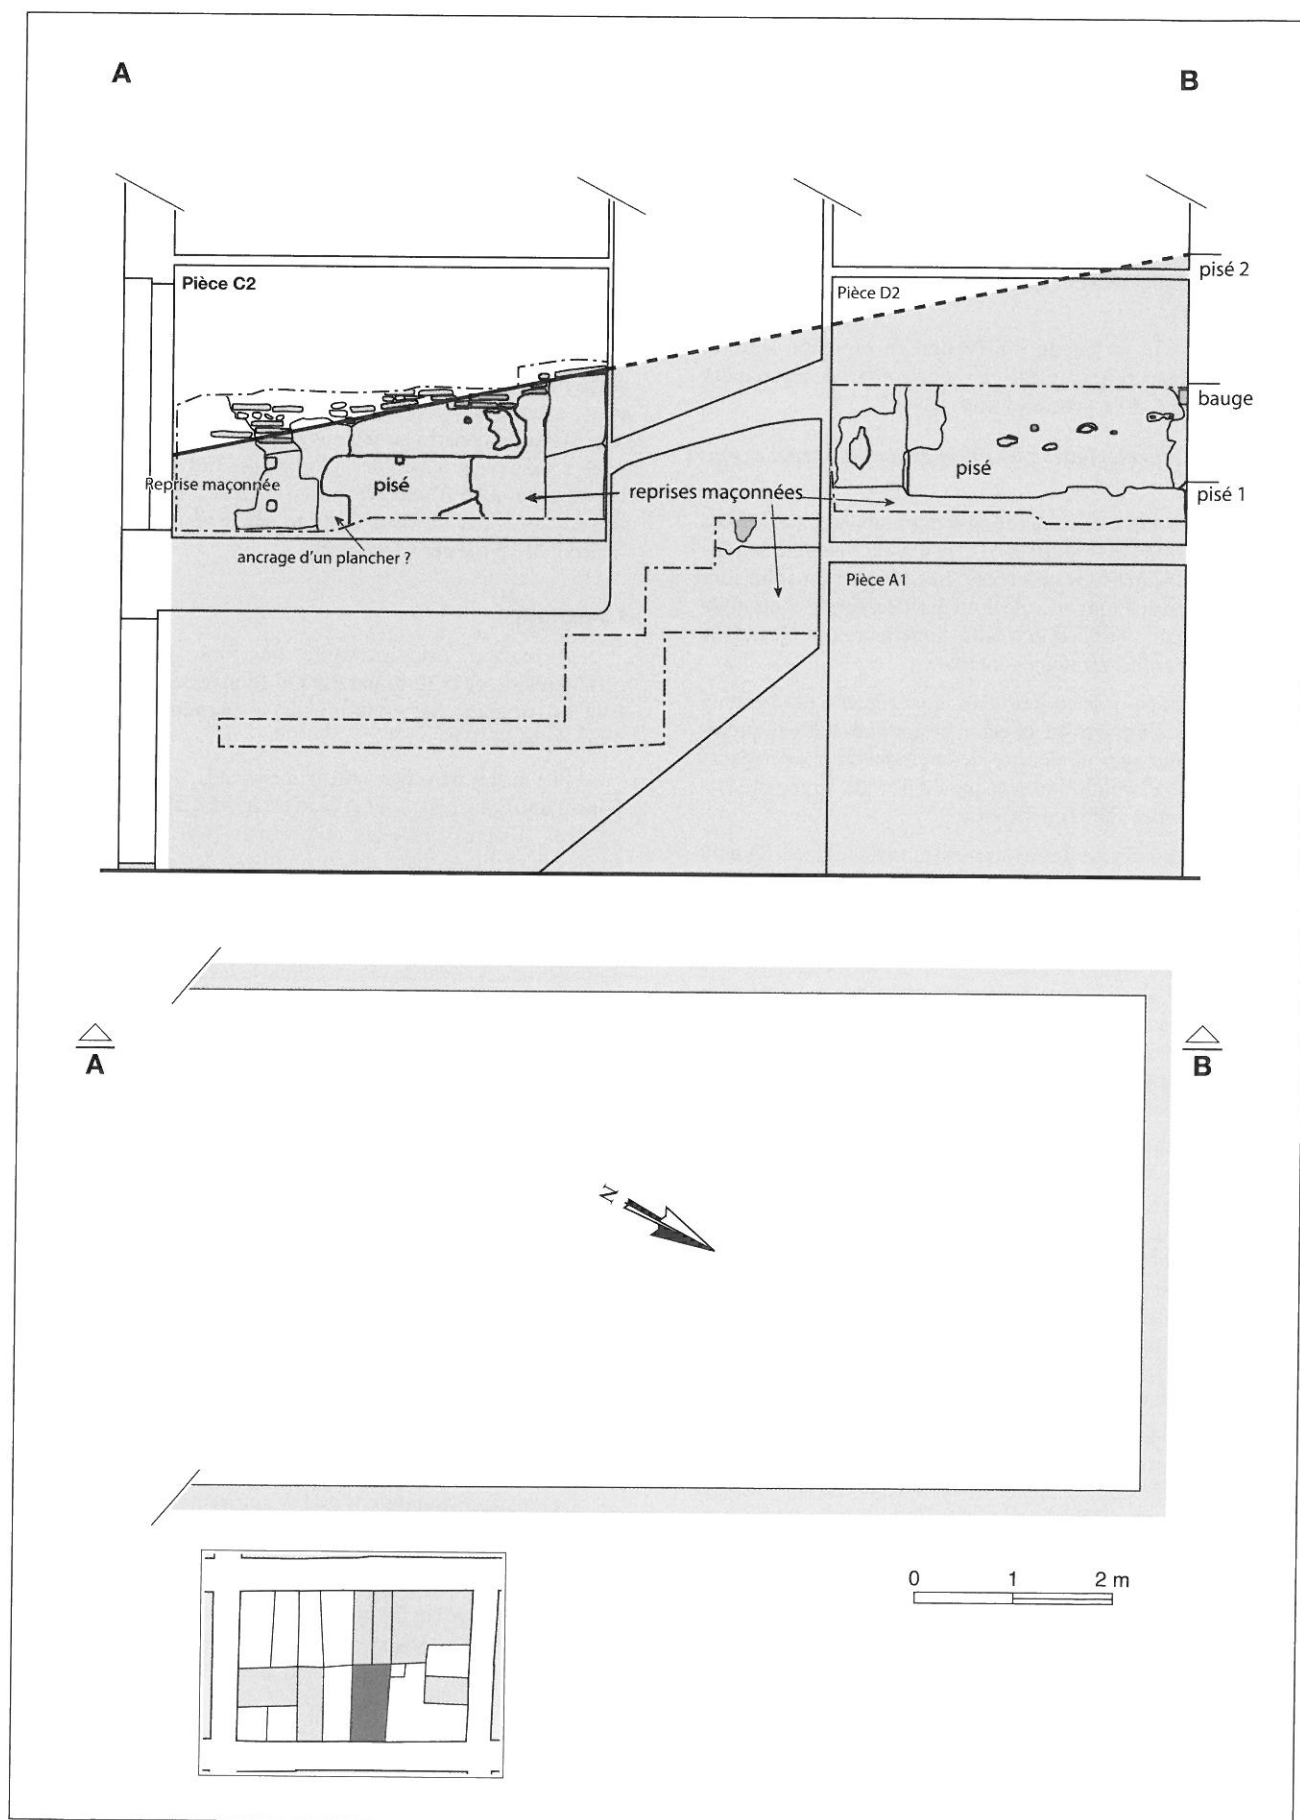 A
B
Pièce C2
pisé 2
Pièce D2
bauge
Reprise maçonnée
pisé
reprises maçonnées
pisé
pisé 1
ancrage d'un plancher ?
Pièce A1
A
B
N
0 1 2 m